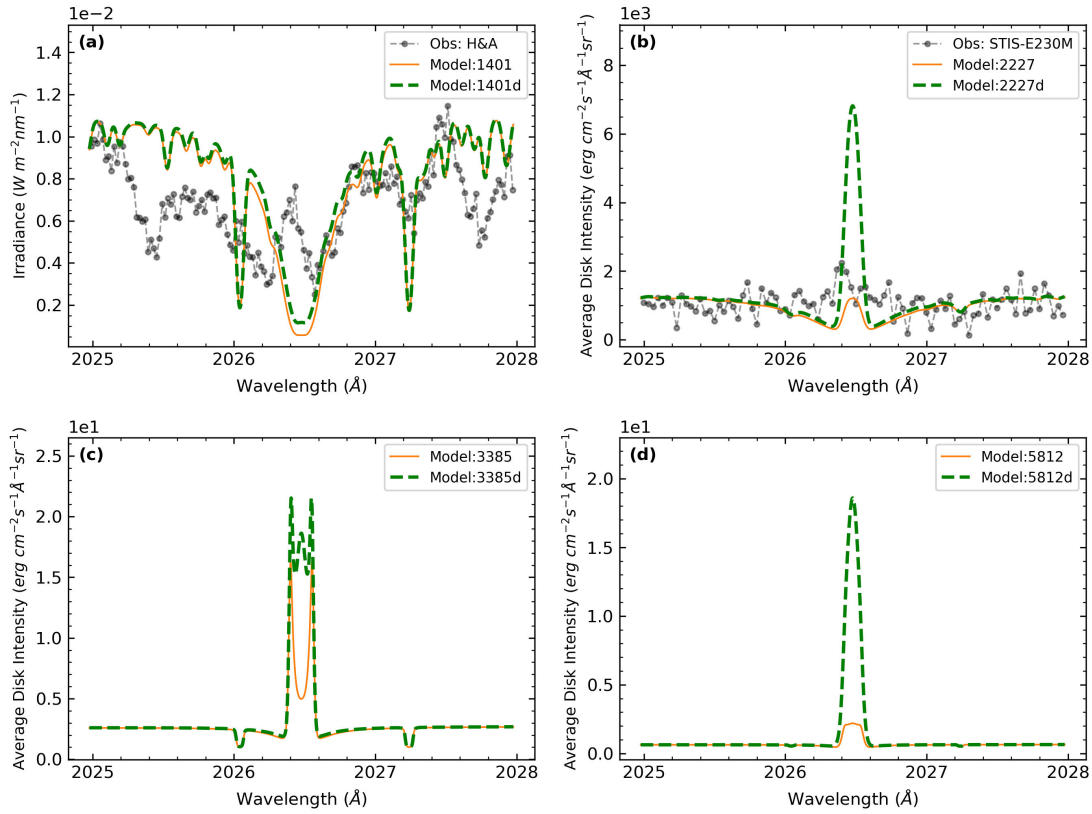 1e−2
(a)
Obs: H&A
Model:1401
Model:1401d
1.4
1.2
1.0
0.8
0.6
0.4
0.2
Irradiance (W m−2nm−1)
2025 2026 2027 2028
Wavelength (Å)
1e3
(b)
Obs: STIS-E230M
Model:2227
Model:2227d
8
6
4
2
0
Average Disk Intensity (erg cm−2s−1Å−1sr−1)
2025 2026 2027 2028
Wavelength (Å)
1e1
(c)
Model:3385
Model:3385d
2.5
2.0
1.5
1.0
0.5
0.0
Average Disk Intensity (erg cm−2s−1Å−1sr−1)
2025 2026 2027 2028
Wavelength (Å)
1e1
(d)
Model:5812
Model:5812d
2.0
1.5
1.0
0.5
0.0
Average Disk Intensity (erg cm−2s−1Å−1sr−1)
2025 2026 2027 2028
Wavelength (Å)